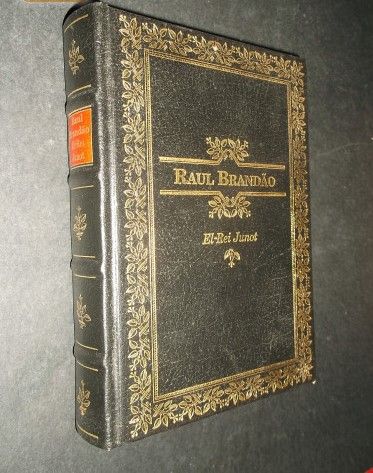 Raul
Brandão
El-Rei
Junot
RAUL BRANDÃO
El-Rei Junot